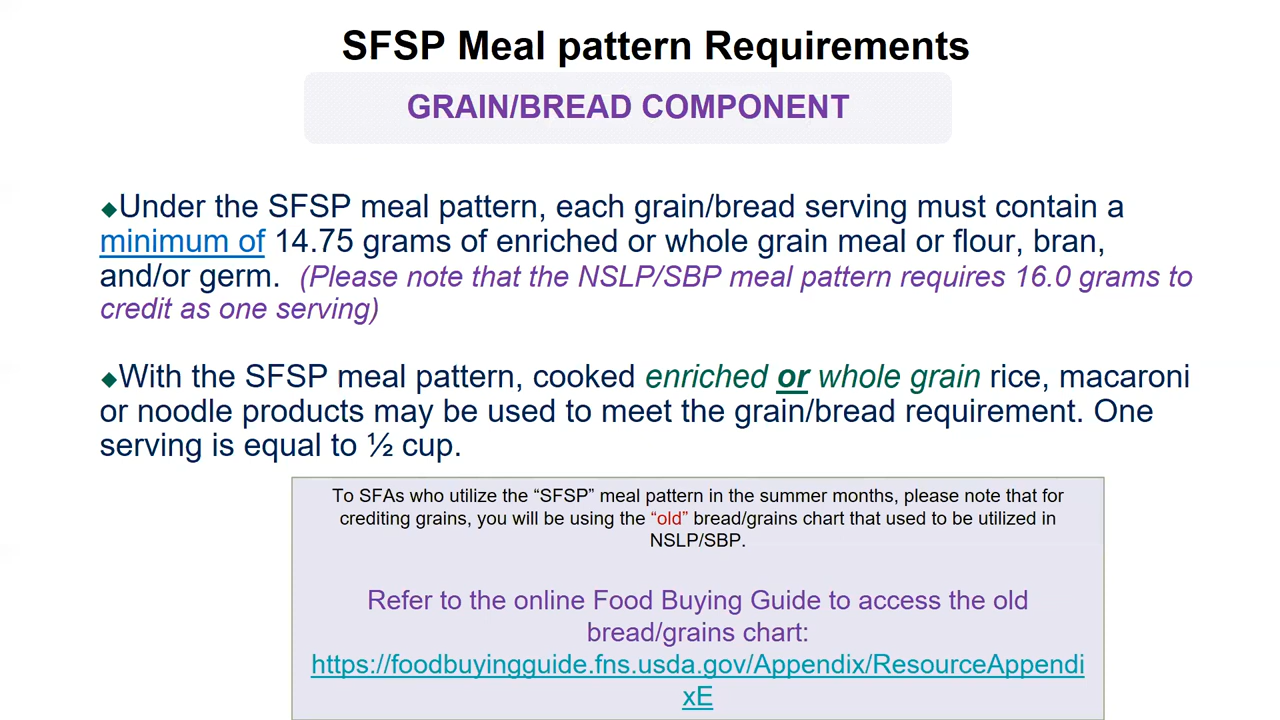 SFSP Meal pattern Requirements
GRAIN/BREAD COMPONENT
◆Under the SFSP meal pattern, each grain/bread serving must contain a
minimum of 14.75 grams of enriched or whole grain meal or flour, bran,
and/or germ. (Please note that the NSLP/SBP meal pattern requires 16.0 grams to
credit as one serving)
◆With the SFSP meal pattern, cooked enriched or whole grain rice, macaroni
or noodle products may be used to meet the grain/bread requirement. One
serving is equal to ½ cup.
To SFAs who utilize the “SFSP” meal pattern in the summer months, please note that for
crediting grains, you will be using the “old” bread/grains chart that used to be utilized in
NSLP/SBP.
Refer to the online Food Buying Guide to access the old
bread/grains chart:
https://foodbuyingguide.fns.usda.gov/Appendix/ResourceAppendi
xE